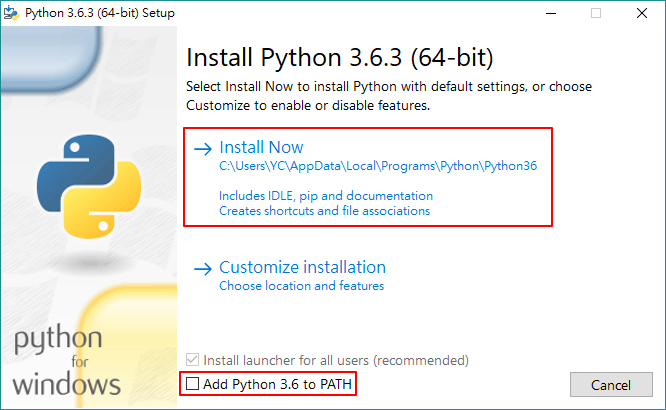 Python 3.6.3 (64-bit) Setup
Install Python 3.6.3 (64-bit)
Select Install Now to install Python with default settings, or choose
Customize to enable or disable features.
Install Now
C:\Users\YC\AppData\Local\Programs\Python\Python36
Includes IDLE, pip and documentation
Creates shortcuts and file associations
Customize installation
Choose location and features
python
for
windows
Install launcher for all users (recommended)
Add Python 3.6 to PATH
Cancel